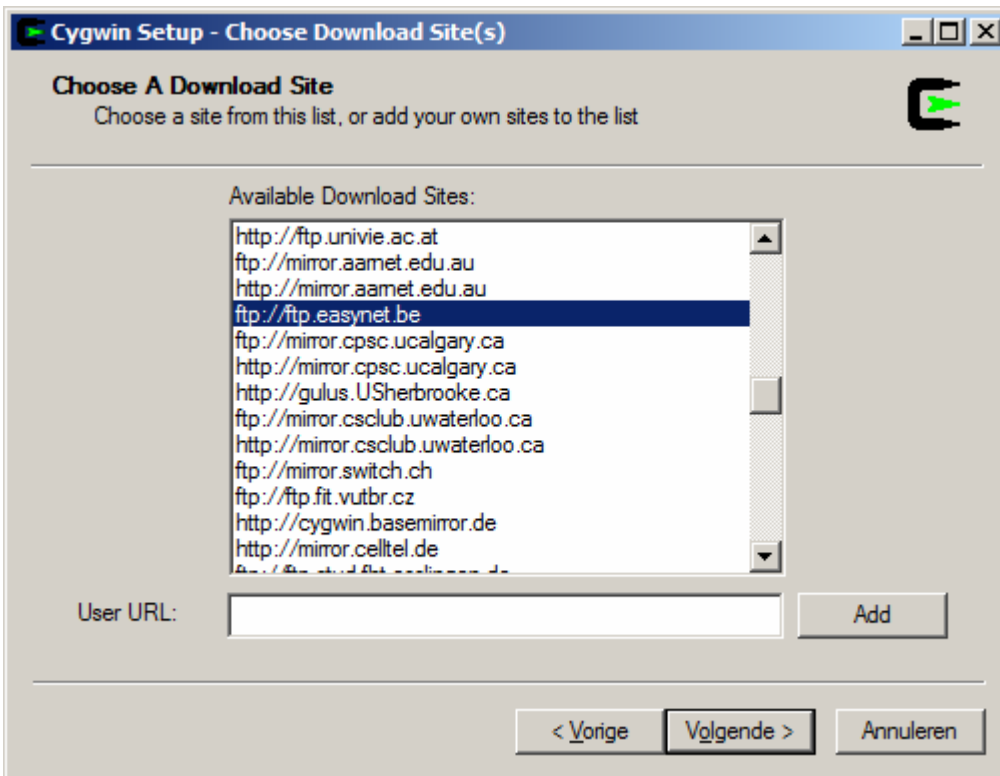 Cygwin Setup - Choose Download Site(s)
Choose A Download Site
Choose a site from this list, or add your own sites to the list
Available Download Sites:
http://ftp.univie.ac.at
ftp://mirror.aarnet.edu.au
http://mirror.aarnet.edu.au
ftp://ftp.easynet.be
ftp://mirror.cpsc.ucalgary.ca
http://mirror.cpsc.ucalgary.ca
http://gulus.USherbrooke.ca
ftp://mirror.csclub.uwaterloo.ca
http://mirror.csclub.uwaterloo.ca
ftp://mirror.switch.ch
ftp://ftp.fit.vutbr.cz
http://cygwin.basemirror.de
http://mirror.celltel.de
User URL:
Add
< Vorige Volgende > Annuleren